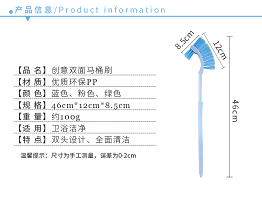 产品信息/Product information
【品 名】创意双面马桶刷
【材 质】优质环保PP
【颜 色】蓝色、粉色、绿色
【规 格】46cm*12cm*8.5cm
【重 量】约100g
【适 用】卫浴洁净
【特 点】双头设计、全面清洁
温馨提示：尺寸为手工测量，误差为0-2cm
8.5cm
12cm
46cm